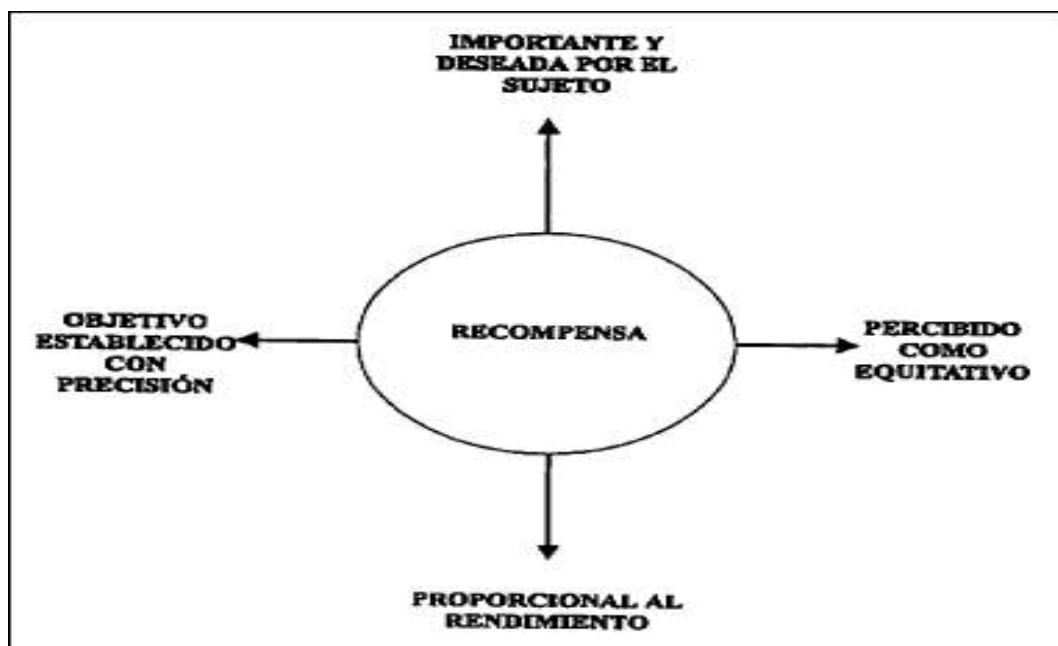 IMPORTANTE Y
DESEADA POR EL
SUJETO
OBJETIVO
ESTABLECIDO
CON
PRECISIÓN
RECOMPENSA
PERCIBIDO
COMO
EQUITATIVO
PROPORCIONAL AL
RENDIMIENTO